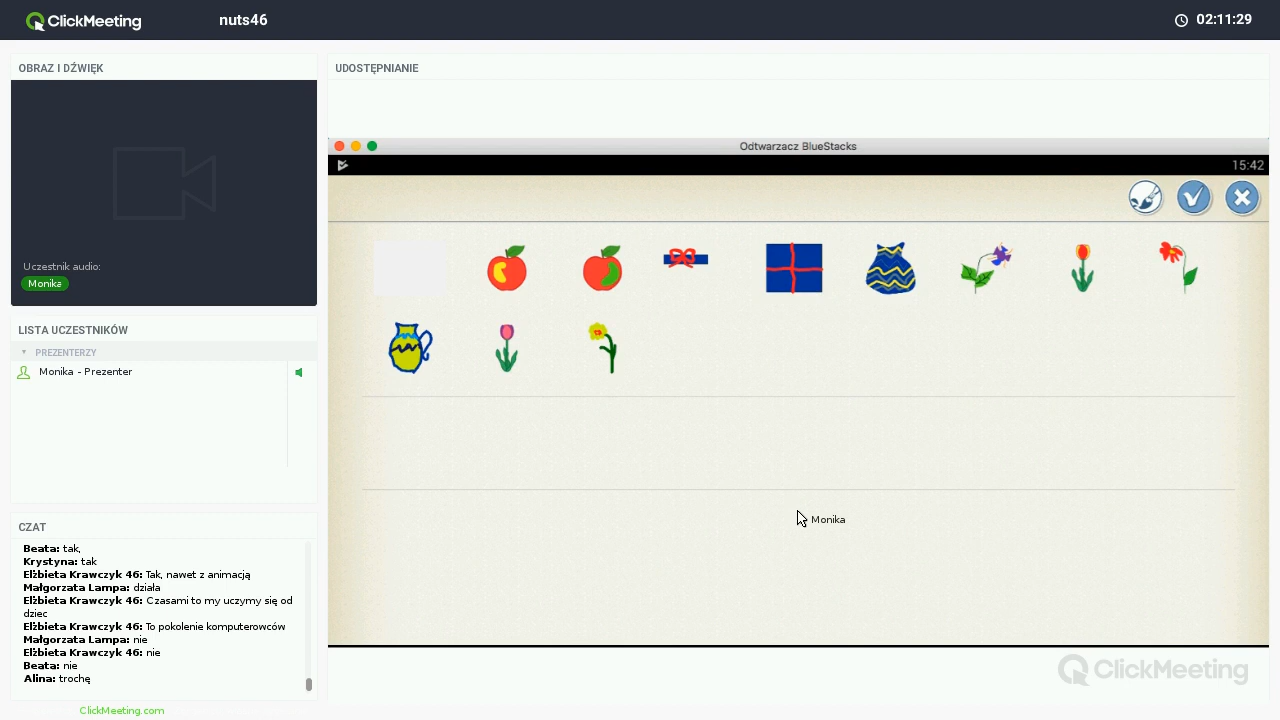 ClickMeeting
nuts46
02:11:29
OBRAZ I DŹWIĘK
Uczestnik audio:
Monika
LISTA UCZESTNIKÓW
PREZENTERZY
Monika - Prezenter
CZAT
Beata: tak,
Krystyna: tak
Elżbieta Krawczyk 46: Tak, nawet z animacją
Małgorzata Lampa: działa
Elżbieta Krawczyk 46: Czasami to my uczymy się od
dziec
Elżbieta Krawczyk 46: To pokolenie komputerowców
Małgorzata Lampa: nie
Elżbieta Krawczyk 46: nie
Beata: nie
Alina: trochę
ClickMeeting.com
UDOSTĘPNIANIE
Odtwarzacz BlueStacks
15:42
Monika
ClickMeeting